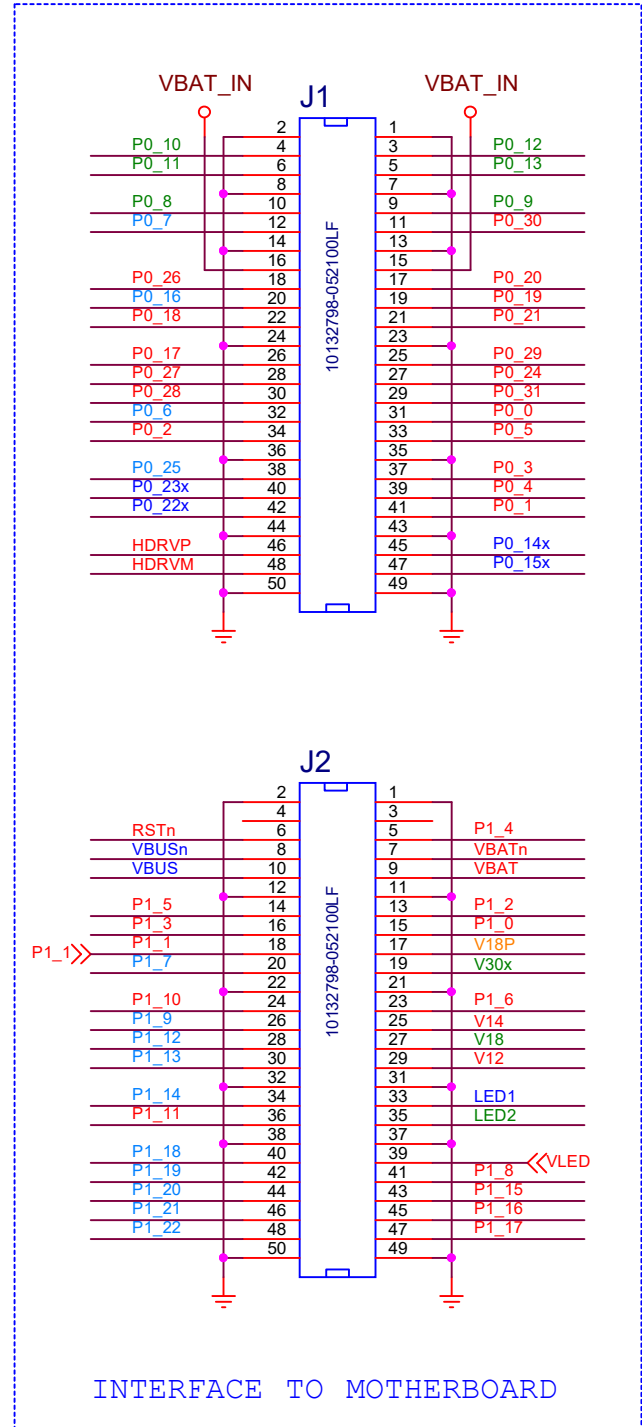 VBAT_IN J1 VBAT_IN
2 1
P0_10 4 3 P0_12
P0_11 6 5 P0_13
8 7
P0_8 10 9 P0_9
P0_7 12 11 P0_30
14 13
16 15
P0_26 18 17 P0_20
P0_16 20 19 P0_19
P0_18 22 21 P0_21
24 23
P0_17 26 25 P0_29
P0_27 28 27 P0_24
P0_28 30 29 P0_31
P0_6 32 31 P0_0
P0_2 34 33 P0_5
36 35
P0_25 38 37 P0_3
P0_23x 40 39 P0_4
P0_22x 42 41 P0_1
44 43
HDRVP 46 45 P0_14x
HDRVM 48 47 P0_15x
50 49
10132798-052100LF
J2
2 1
4 3
RSTn 6 5 P1_4
VBUSn 8 7 VBATn
VBUS 10 9 VBAT
12 11
P1_5 14 13 P1_2
P1_3 16 15 P1_0
P1_1 P1_1 18 17 V18P
P1_7 20 19 V30x
22 21
P1_10 24 23 P1_6
P1_9 26 25 V14
P1_12 28 27 V18
P1_13 30 29 V12
32 31
P1_14 34 33 LED1
P1_11 36 35 LED2
38 37
P1_18 40 39 VLED
P1_19 42 41 P1_8
P1_20 44 43 P1_15
P1_21 46 45 P1_16
P1_22 48 47 P1_17
50 49
10132798-052100LF
INTERFACE TO MOTHERBOARD